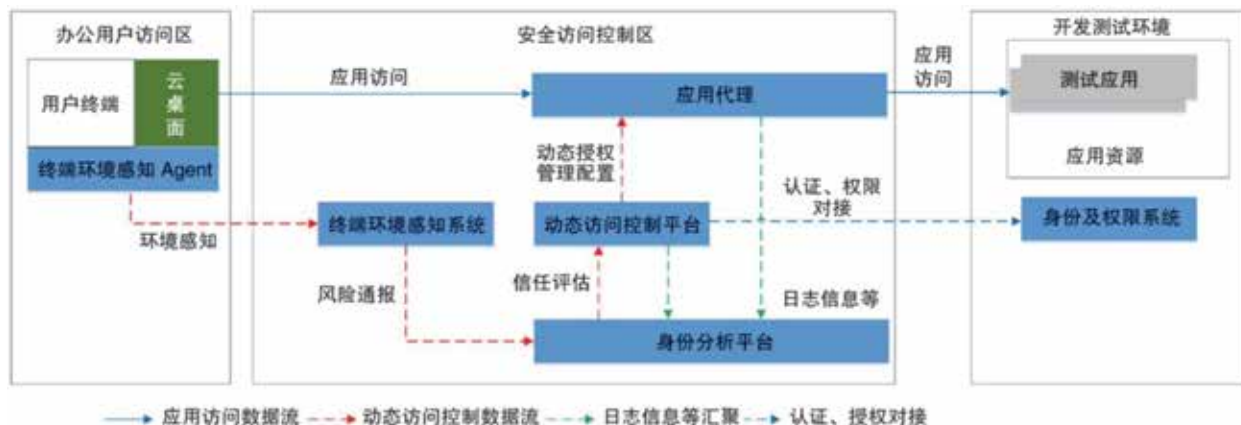 办公用户访问区
安全访问控制区
开发测试环境
用户终端
云
桌
面
应用访问
应用代理
应用
访问
测试应用
应用资源
终端环境感知 Agent
动态授权
管理配置
认证、权限
对接
环境感知
终端环境感知系统
动态访问控制平台
身份及权限系统
风险通报
信任评估
日志信息等
身份分析平台
应用访问数据流
动态访问控制数据流
日志信息等汇聚
认证、授权对接